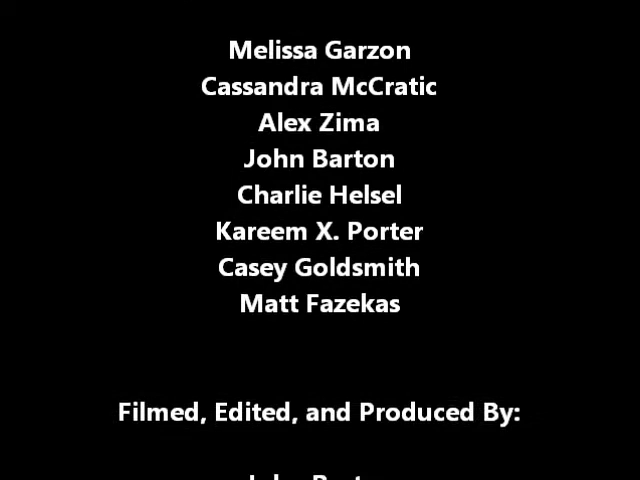 Melissa Garzon
Cassandra McCratic
Alex Zima
John Barton
Charlie Helsel
Kareem X. Porter
Casey Goldsmith
Matt Fazekas
Filmed, Edited, and Produced By: